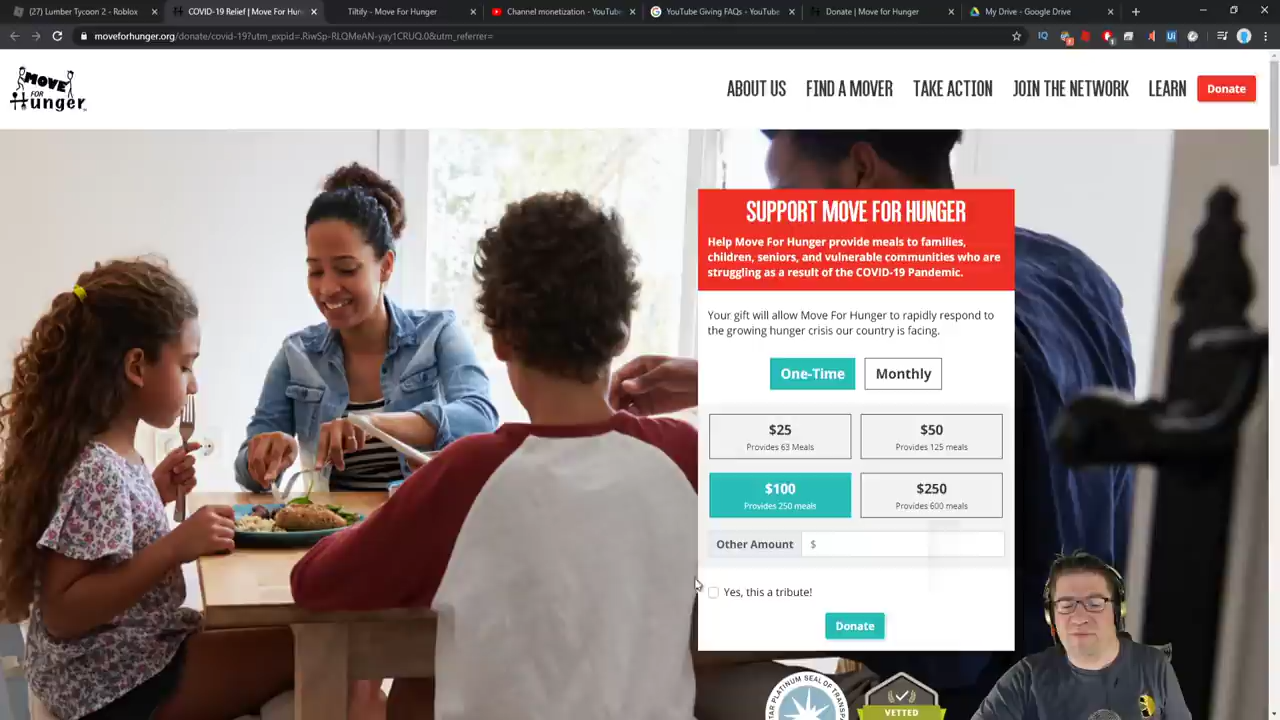 (27) Lumber Tycoon 2 - Roblox
COVID-19 Relief | Move For Hun
Tiltify - Move For Hunger
Channel monetization - YouTube
YouTube Giving FAQs - YouTube
Donate | Move for hunger
My Drive - Google Drive
moveforhunger.org/donate/covid-19?utm_expid=.RiwSp-RLQMeAN-yay1CRUQ.0&utm_referrer=
MOVE
FOR
Hunger
ABOUT US
FIND A MOVER
TAKE ACTION
JOIN THE NETWORK
LEARN
Donate
SUPPORT MOVE FOR HUNGER
Help Move For Hunger provide meals to families,
children, seniors, and vulnerable communities who are
struggling as a result of the COVID-19 Pandemic.
Your gift will allow Move For Hunger to rapidly respond to
the growing hunger crisis our country is facing.
One-Time
Monthly
$25
Provides 63 Meals
$50
Provides 125 meals
$100
Provides 250 meals
$250
Provides 600 meals
Other Amount
$
Yes, this a tribute!
Donate
PLATINUM SEAL OF
VETTED